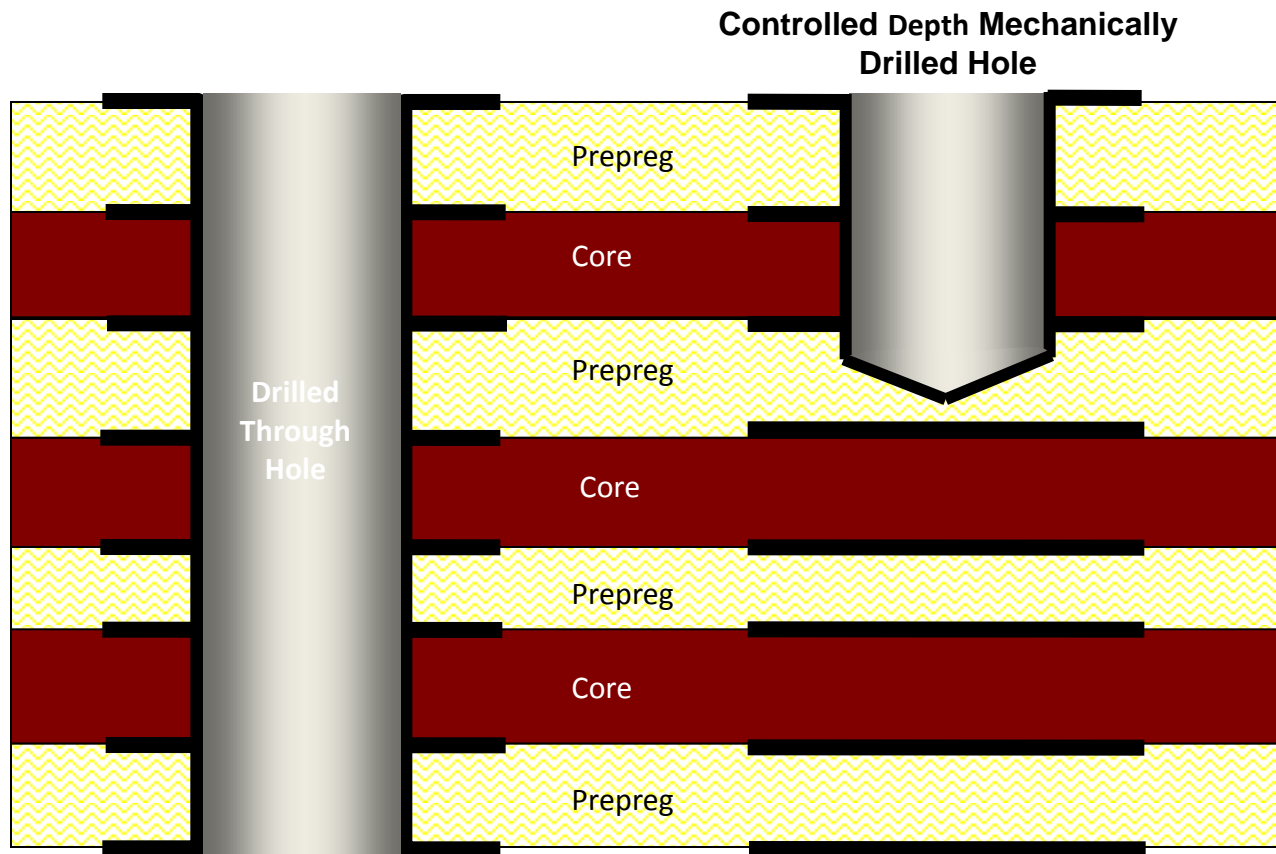 Controlled Depth Mechanically
Drilled Hole
Prepreg
Core
Prepreg
Drilled
Through
Hole
Core
Prepreg
Core
Prepreg